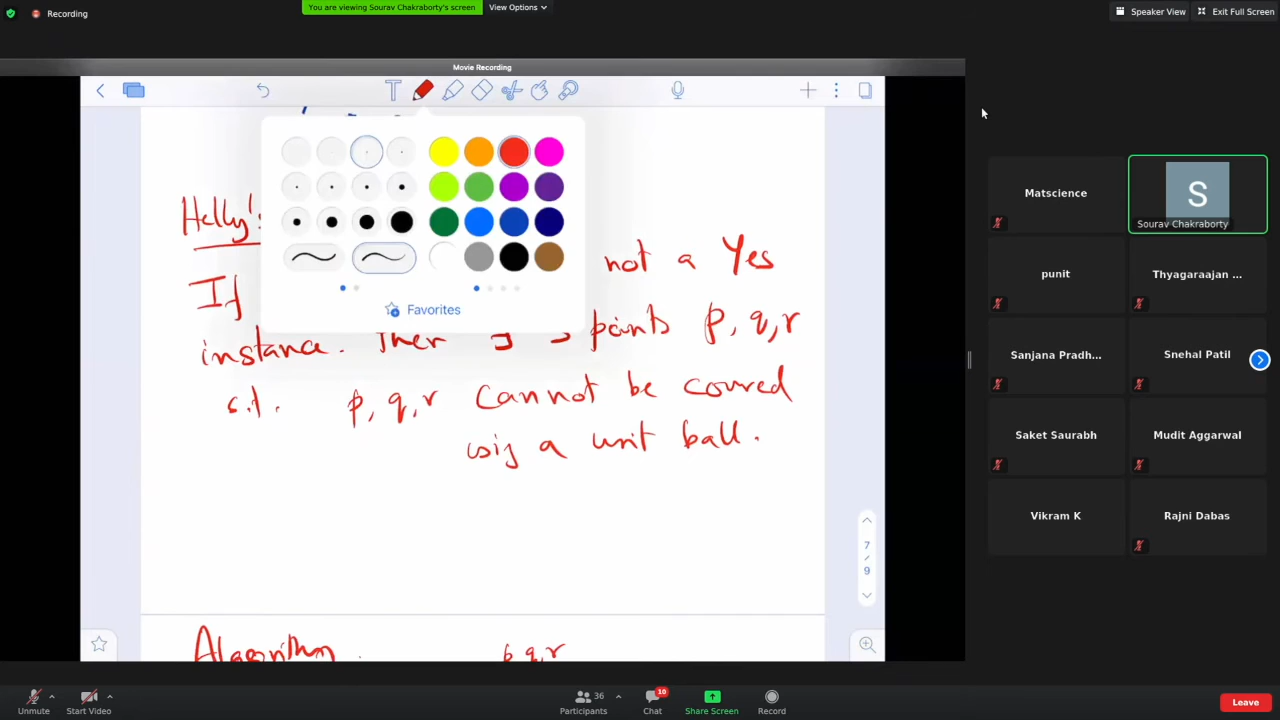 Recording
You are viewing Sourav Chakraborty's screen
View Options
Speaker View
Exit Full Screen
Movie Recording
T
Helly's
If
not a Yes
instance. Then ∃ 3 points p, q, r
s.t. p, q, r cannot be covered
using a unit ball.
Favorites
7
/
9
Algorithm
p, q, r
Matscience
S
Sourav Chakraborty
punit
Thyagaraajan ...
Sanjana Pradh...
Snehal Patil
Saket Saurabh
Mudit Aggarwal
Vikram K
Rajni Dabas
Unmute
Start Video
36
Participants
10
Chat
Share Screen
Record
Leave